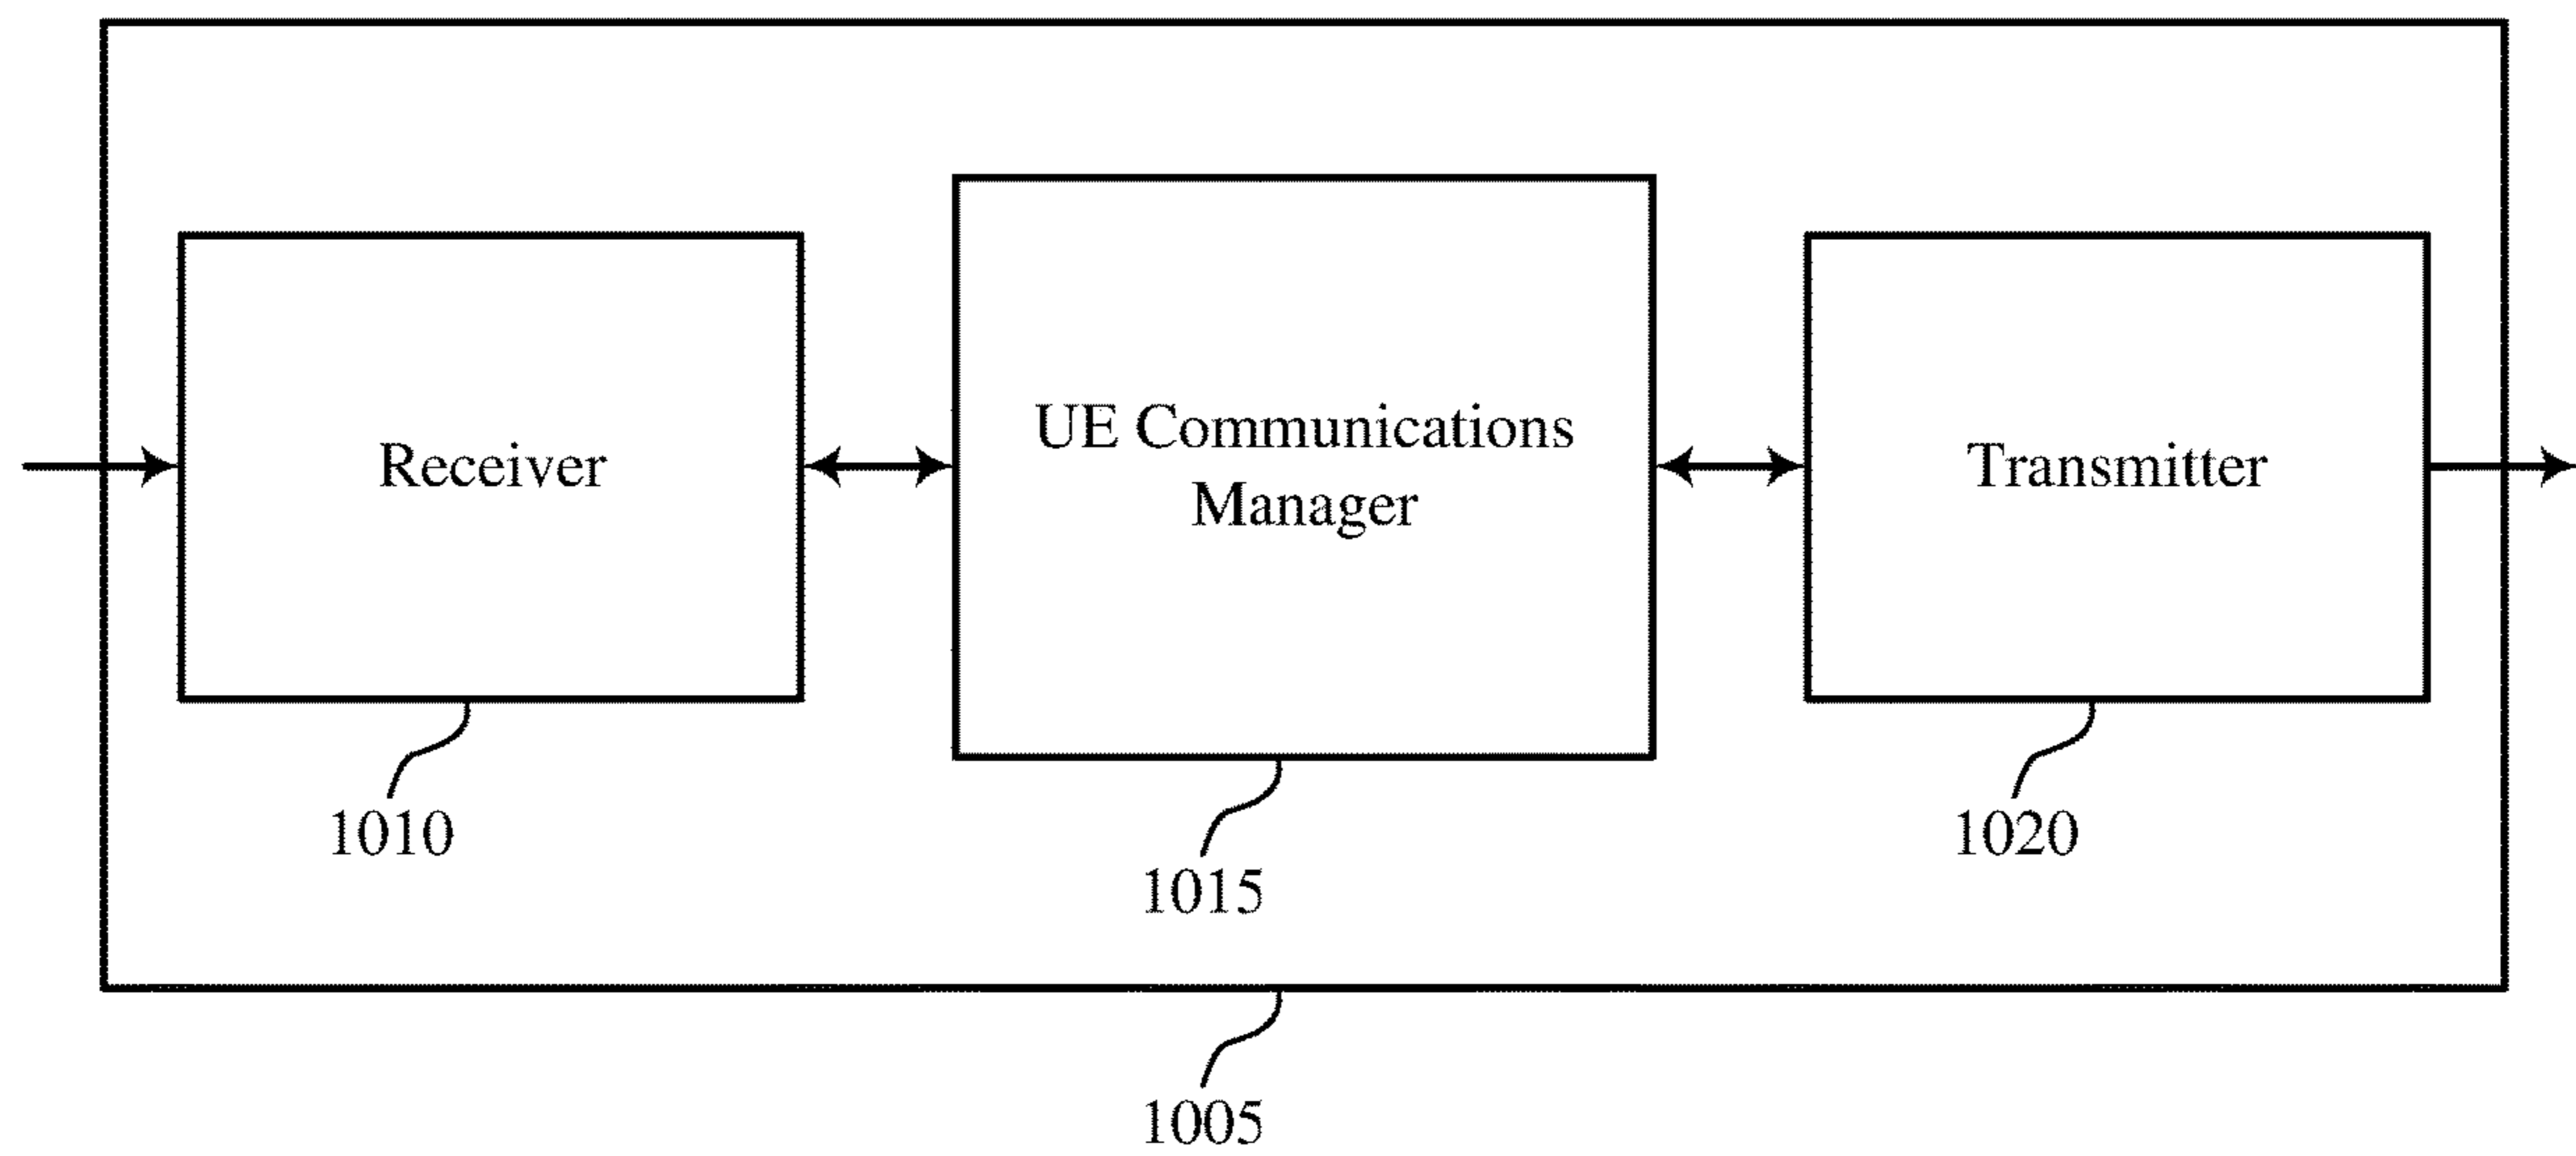 Receiver
UE Communications
Manager
Transmitter
1010
1015
1020
1005